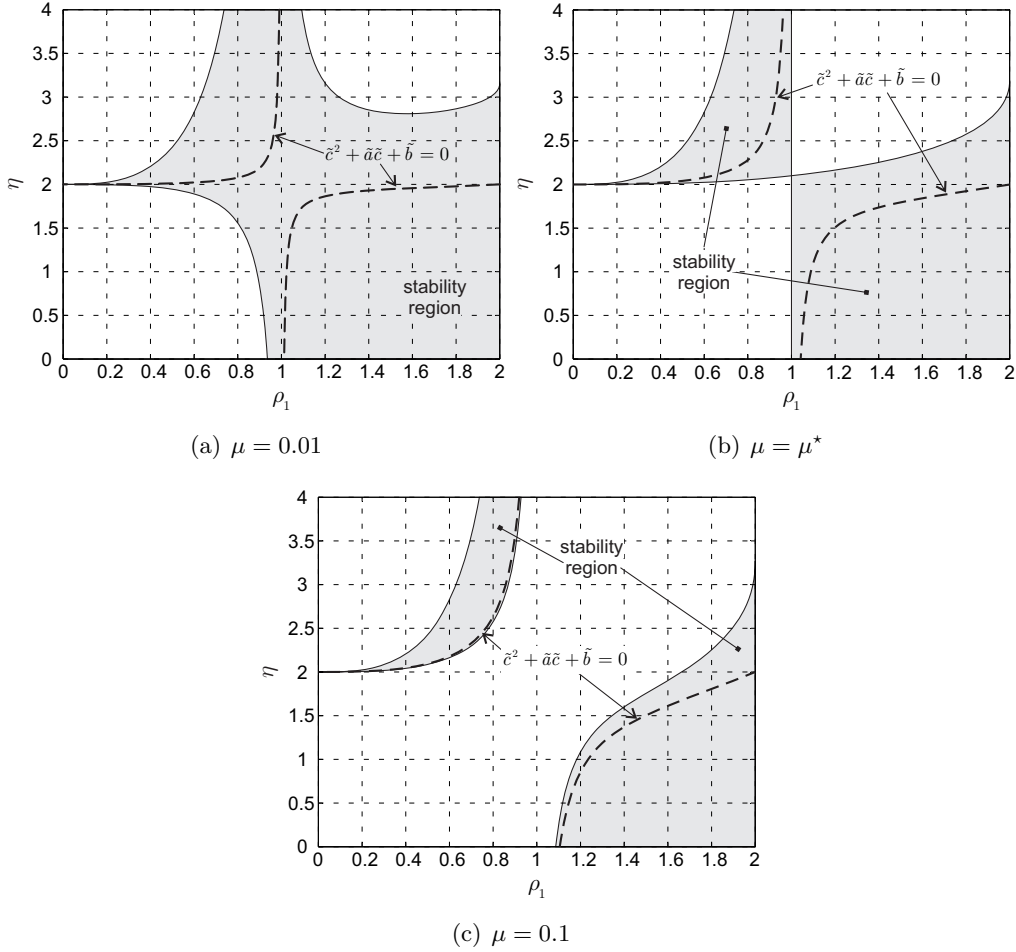 4
3.5
3
2.5
2
1.5
1
0.5
0
η
c̃² + ãc̃ + b̃ = 0
stability
region
0 0.2 0.4 0.6 0.8 1 1.2 1.4 1.6 1.8 2
ρ₁
(a) μ = 0.01
4
3.5
3
2.5
2
1.5
1
0.5
0
η
c̃² + ãc̃ + b̃ = 0
stability
region
0 0.2 0.4 0.6 0.8 1 1.2 1.4 1.6 1.8 2
ρ₁
(b) μ = μ⋆
4
3.5
3
2.5
2
1.5
1
0.5
0
η
stability
region
c̃² + ãc̃ + b̃ = 0
0 0.2 0.4 0.6 0.8 1 1.2 1.4 1.6 1.8 2
ρ₁
(c) μ = 0.1